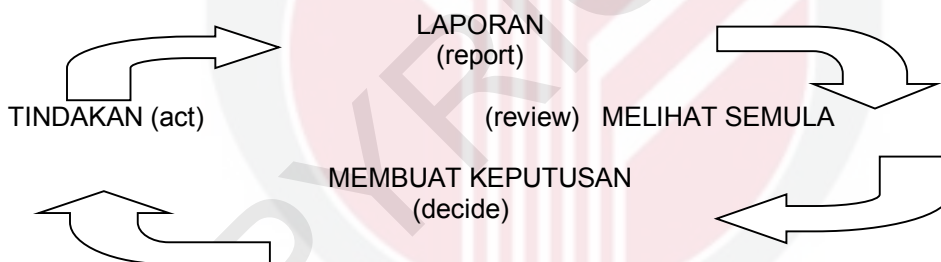 LAPORAN
(report)
TINDAKAN (act) (review) MELIHAT SEMULA
MEMBUAT KEPUTUSAN
(decide)